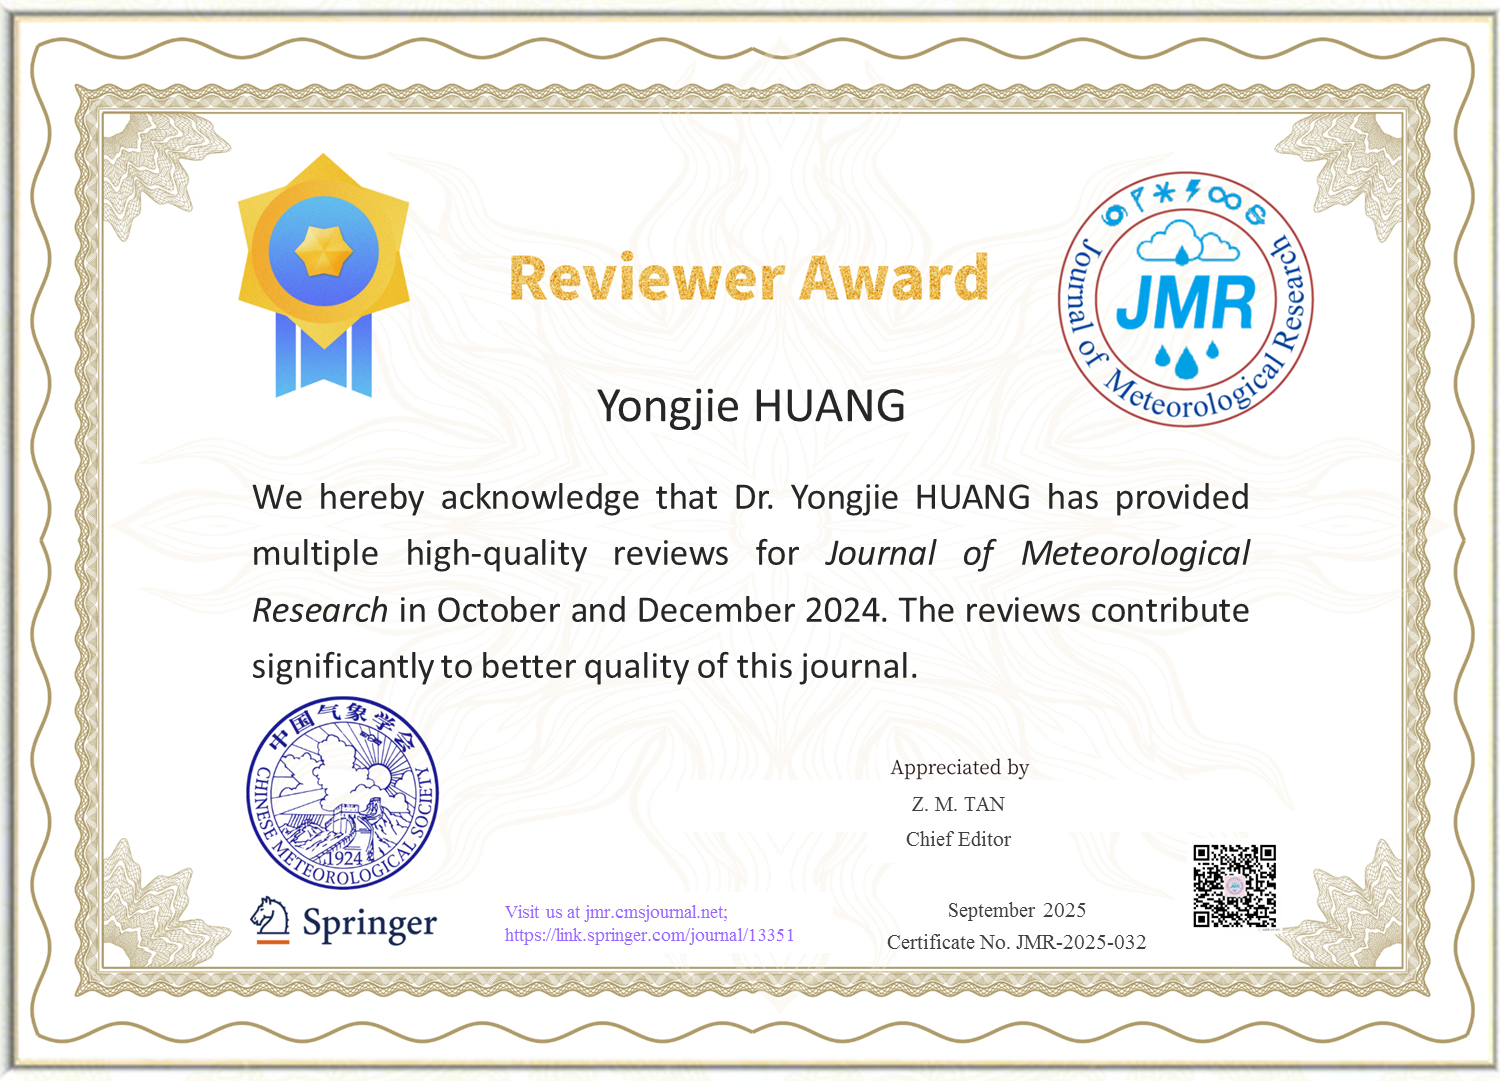 Reviewer Award
JMR
Journal of Meteorological Research
Yongjie HUANG
We hereby acknowledge that Dr. Yongjie HUANG has provided
multiple high-quality reviews for Journal of Meteorological
Research in October and December 2024. The reviews contribute
significantly to better quality of this journal.
中国气象学会
CHINESE METEOROLOGICAL SOCIETY
1924
Springer
Appreciated by
Z. M. TAN
Chief Editor
Visit us at jmr.cmsjournal.net;
https://link.springer.com/journal/13351
September 2025
Certificate No. JMR-2025-032